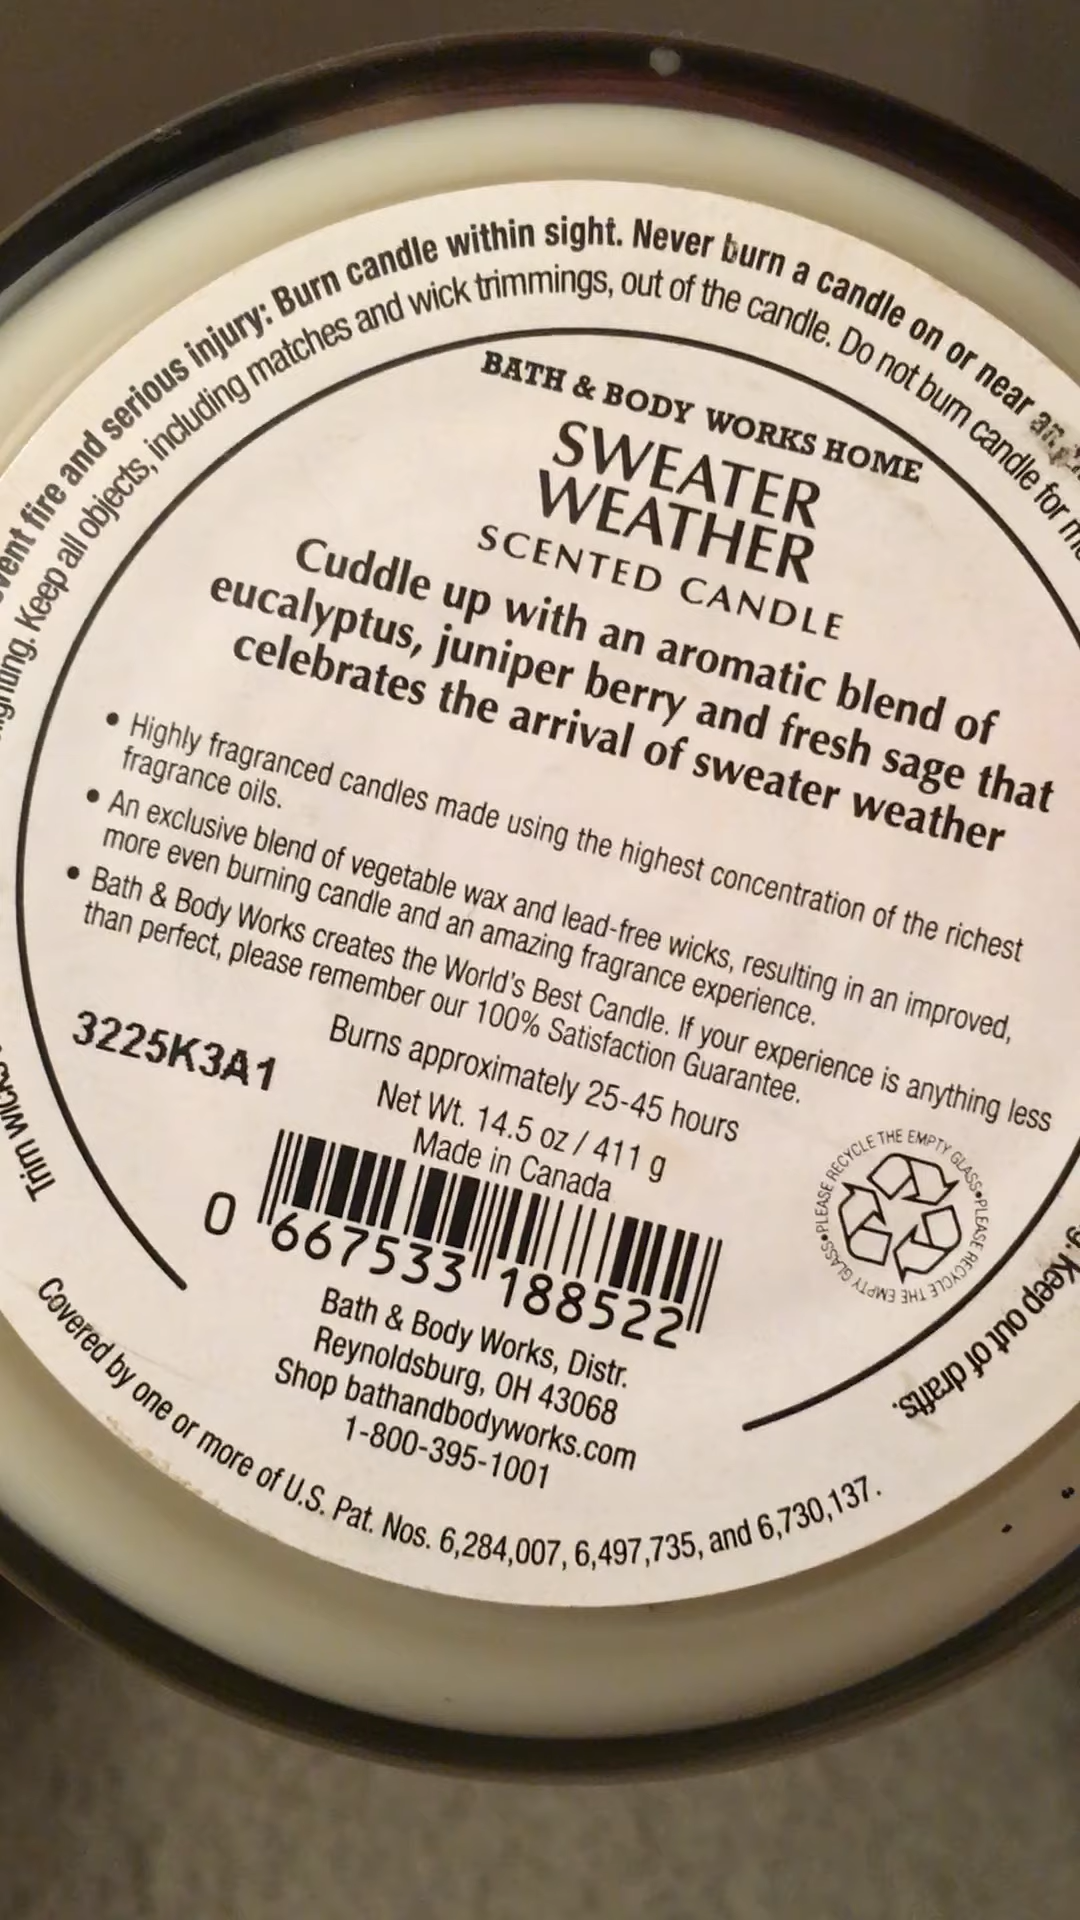 vent fire and serious injury: Burn candle within sight. Never burn a candle on or near
Keep all objects, including matches and wick trimmings, out of the candle. Do not burn candle for
BATH & BODY WORKS HOME
SWEATER
WEATHER
SCENTED CANDLE
Cuddle up with an aromatic blend of
eucalyptus, juniper berry and fresh sage that
celebrates the arrival of sweater weather
• Highly fragranced candles made using the highest concentration of the richest
fragrance oils.
• An exclusive blend of vegetable wax and lead-free wicks, resulting in an improved,
more even burning candle and an amazing fragrance experience.
• Bath & Body Works creates the World's Best Candle. If your experience is anything less
than perfect, please remember our 100% Satisfaction Guarantee.
3225K3A1
Burns approximately 25-45 hours
Net Wt. 14.5 oz / 411 g
Made in Canada
0 667533 188522
PLEASE RECYCLE THE EMPTY GLASS•PLEASE RECYCLE THE EMPTY GLASS•
Bath & Body Works, Distr.
Reynoldsburg, OH 43068
Shop bathandbodyworks.com
1-800-395-1001
Trim
Keep out of drafts.
Covered by one or more of U.S. Pat. Nos. 6,284,007, 6,497,735, and 6,730,137.